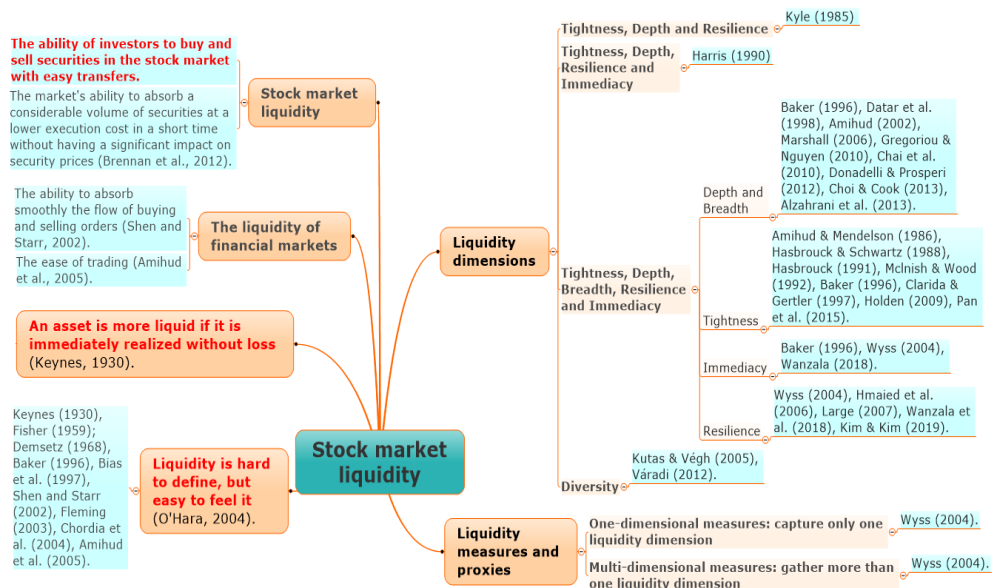 The ability of investors to buy and
sell securities in the stock market
with easy transfers.
The market's ability to absorb a
considerable volume of securities at a
lower execution cost in a short time
without having a significant impact on
security prices (Brennan et al., 2012).
Stock market
liquidity
The ability to absorb
smoothly the flow of buying
and selling orders (Shen and
Starr, 2002).
The ease of trading (Amihud
et al., 2005).
The liquidity of
financial markets
An asset is more liquid if it is
immediately realized without loss
(Keynes, 1930).
Keynes (1930),
Fisher (1959);
Demsetz (1968),
Baker (1996), Bias
et al. (1997),
Shen and Starr
(2002), Fleming
(2003), Chordia et
al. (2004), Amihud
et al. (2005).
Liquidity is hard
to define, but
easy to feel it
(O'Hara, 2004).
Stock market
liquidity
Liquidity
dimensions
Tightness, Depth and Resilience
Kyle (1985)
Tightness, Depth,
Resilience and
Immediacy
Harris (1990)
Tightness, Depth,
Breadth, Resilience
and Immediacy
Depth and
Breadth
Baker (1996), Datar et al.
(1998), Amihud (2002),
Marshall (2006), Gregoriou &
Nguyen (2010), Chai et al.
(2010), Donadelli & Prosperi
(2012), Choi & Cook (2013),
Alzahrani et al. (2013).
Tightness
Amihud & Mendelson (1986),
Hasbrouck & Schwartz (1988),
Hasbrouck (1991), Mclnish & Wood
(1992), Baker (1996), Clarida &
Gertler (1997), Holden (2009), Pan
et al. (2015).
Immediacy
Baker (1996), Wyss (2004),
Wanzala (2018).
Resilience
Wyss (2004), Hmaied et al.
(2006), Large (2007), Wanzala et
al. (2018), Kim & Kim (2019).
Diversity
Kutas & Végh (2005),
Váradi (2012).
Liquidity
measures and
proxies
One-dimensional measures: capture only one
liquidity dimension
Wyss (2004).
Multi-dimensional measures: gather more than
one liquidity dimension
Wyss (2004).